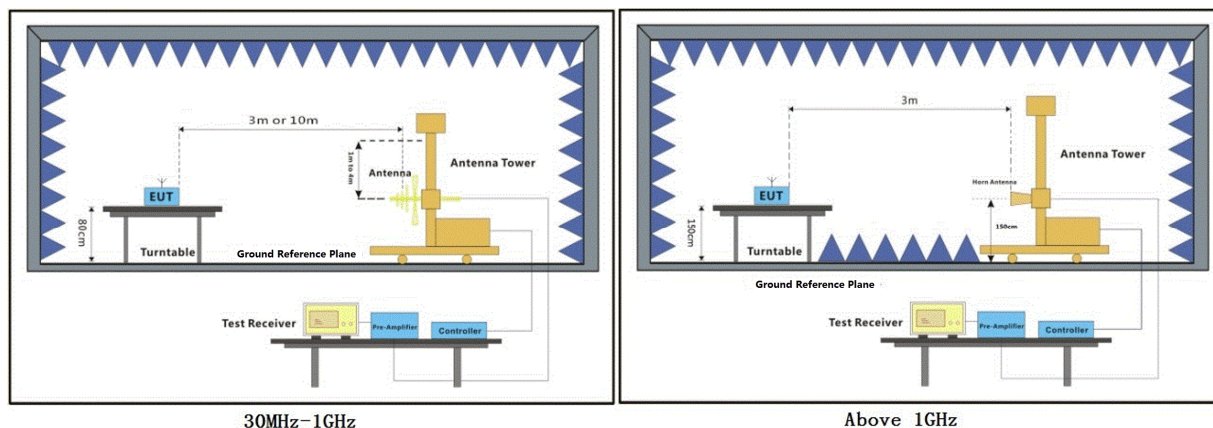 3m or 10m
1m to 4m
Antenna
Antenna Tower
EUT
80cm
Turntable
Ground Reference Plane
Test Receiver
Pre-Amplifier
Controller
30MHz-1GHz
3m
Antenna Tower
Horn Antenna
EUT
150cm
150cm
Turntable
Ground Reference Plane
Test Receiver
Pre-Amplifier
Controller
Above 1GHz